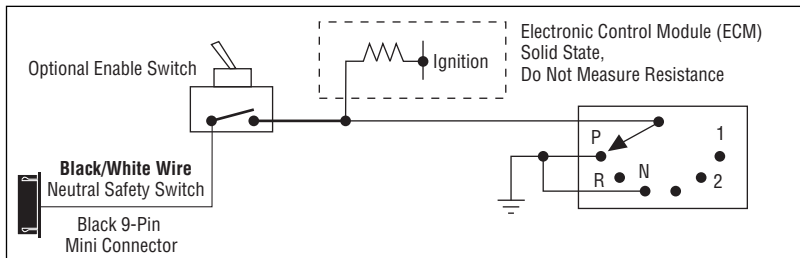 Electronic Control Module (ECM)
Solid State,
Do Not Measure Resistance
Ignition
Optional Enable Switch
P
1
R
N
2
Black/White Wire
Neutral Safety Switch
Black 9-Pin
Mini Connector